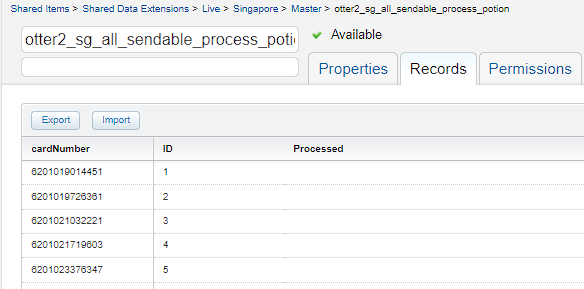 Shared Items > Shared Data Extensions > Live > Singapore > Master > otter2_sg_all_sendable_process_potion
otter2_sg_all_sendable_process_poti
Available
Properties Records Permissions
Export Import
cardNumber ID Processed
6201019014451 1
6201019726361 2
6201021032221 3
6201021719603 4
6201023376347 5